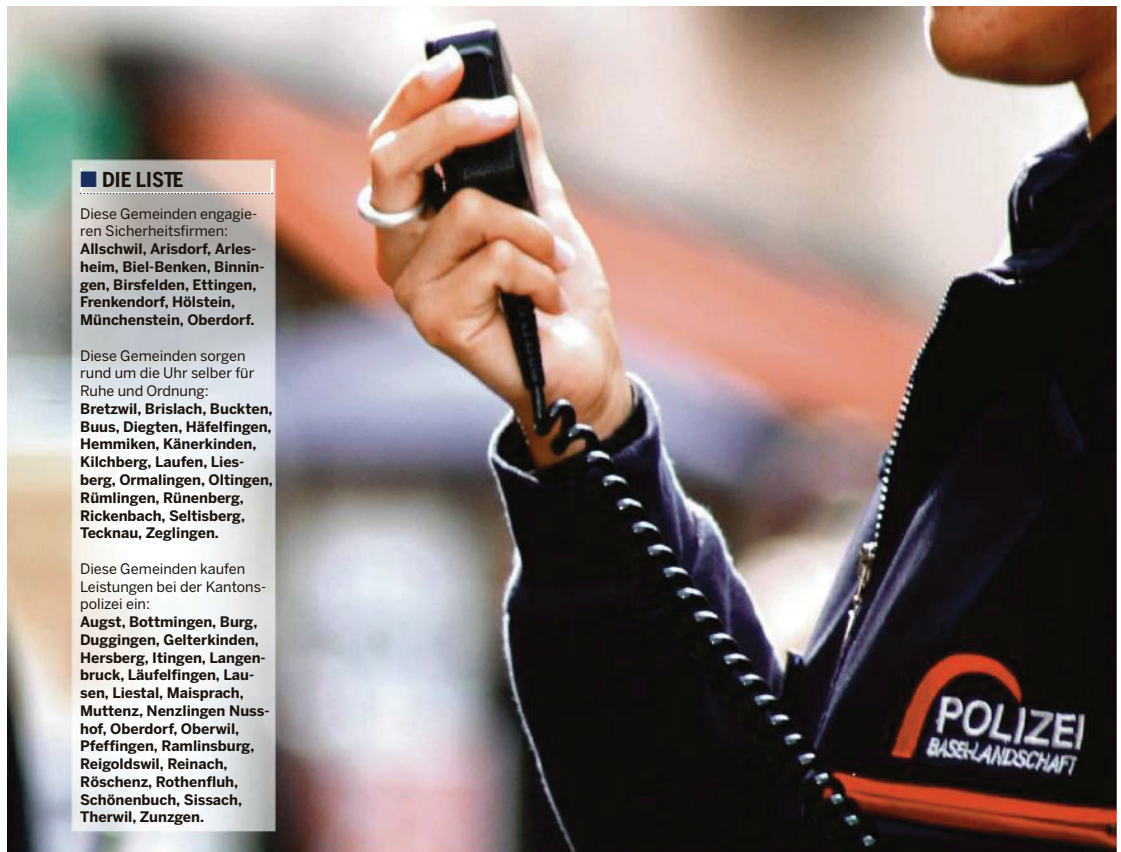 DIE LISTE
Diese Gemeinden engagie-
ren Sicherheitsfirmen:
Allschwil, Arisdorf, Arles-
heim, Biel-Benken, Binnin-
gen, Birsfelden, Ettingen,
Frenkendorf, Hölstein,
Münchenstein, Oberdorf.
Diese Gemeinden sorgen
rund um die Uhr selber für
Ruhe und Ordnung:
Bretzwil, Brislach, Buckten,
Buus, Diegten, Häfelfingen,
Hemmiken, Känerkinden,
Kilchberg, Laufen, Lies-
berg, Ormalingen, Oltingen,
Rümlingen, Rünenberg,
Rickenbach, Seltisberg,
Tecknau, Zeglingen.
Diese Gemeinden kaufen
Leistungen bei der Kantons-
polizei ein:
Augst, Bottmingen, Burg,
Duggingen, Gelterkinden,
Hersberg, Itingen, Langen-
bruck, Läufelfingen, Lau-
sen, Liestal, Maisprach,
Muttenz, Nenzlingen Nuss-
hof, Oberdorf, Oberwil,
Pfeffingen, Ramlinsburg,
Reigoldswil, Reinach,
Röschenz, Rothenfluh,
Schönenbuch, Sissach,
Therwil, Zunzgen.
POLIZEI
BASEL-LANDSCHAFT